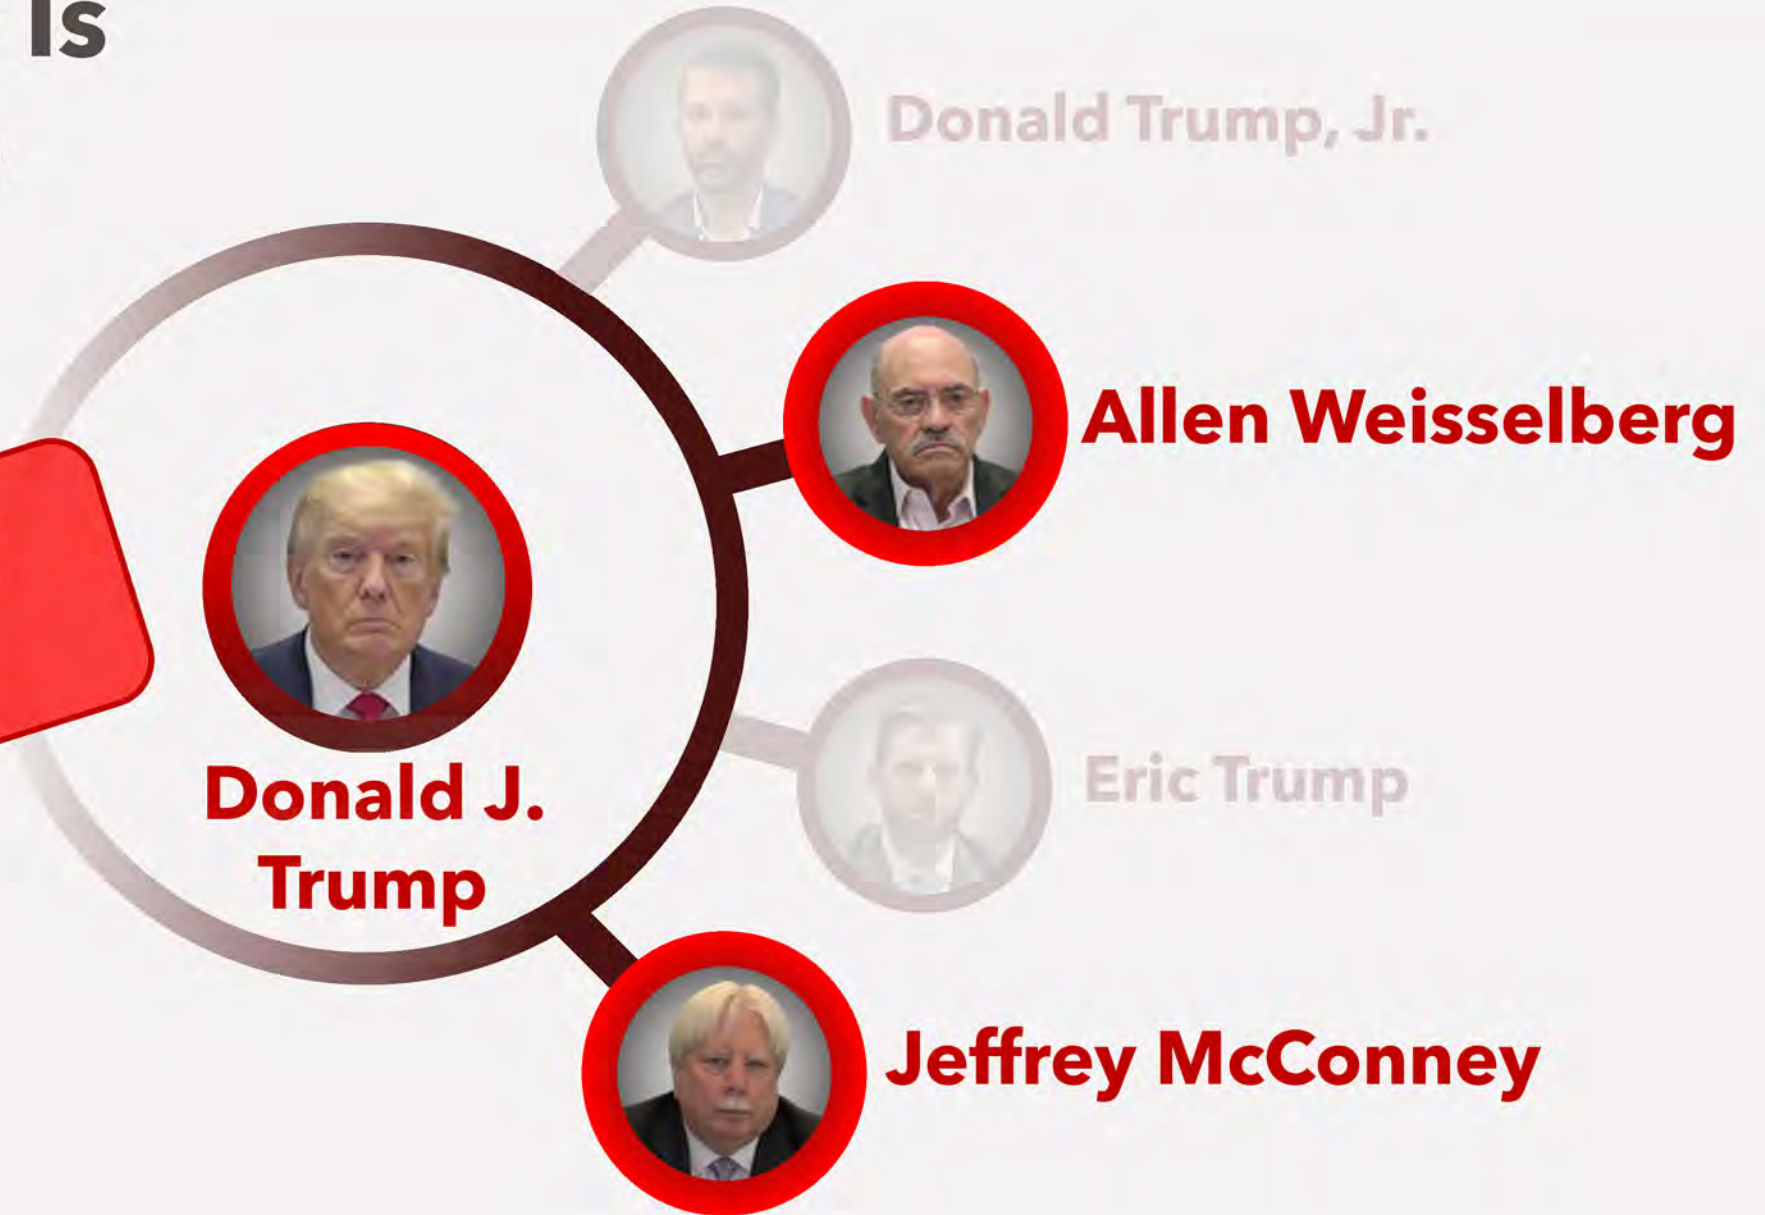 Is
Donald Trump, Jr.
Allen Weisselberg
Donald J.
Trump
Eric Trump
Jeffrey McConney